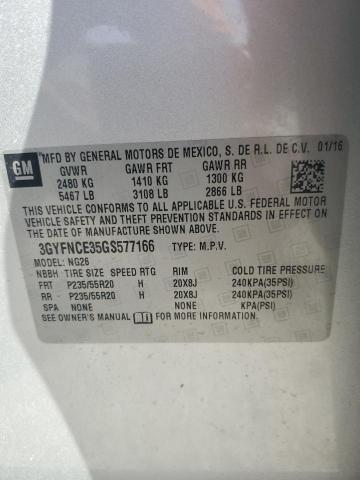 GM
MFD BY GENERAL MOTORS DE MEXICO, S. DE R.L. DE C.V. 01/16
GVWR GAWR FRT GAWR RR
2480 KG 1410 KG 1300 KG
5467 LB 3108 LB 2866 LB
THIS VEHICLE CONFORMS TO ALL APPLICABLE U.S. FEDERAL MOTOR
VEHICLE SAFETY AND THEFT PREVENTION STANDARDS IN EFFECT
ON THE DATE OF MANUFACTURE SHOWN ABOVE.
3GYFNCE35GS577166 TYPE: M.P.V.
MODEL: NG26
NBBH TIRE SIZE SPEED RTG RIM COLD TIRE PRESSURE
FRT P235/55R20 H 20X8J 240KPA(35PSI)
RR P235/55R20 H 20X8J 240KPA(35PSI)
SPA NONE NONE KPA(PSI)
SEE OWNER'S MANUAL FOR MORE INFORMATION.